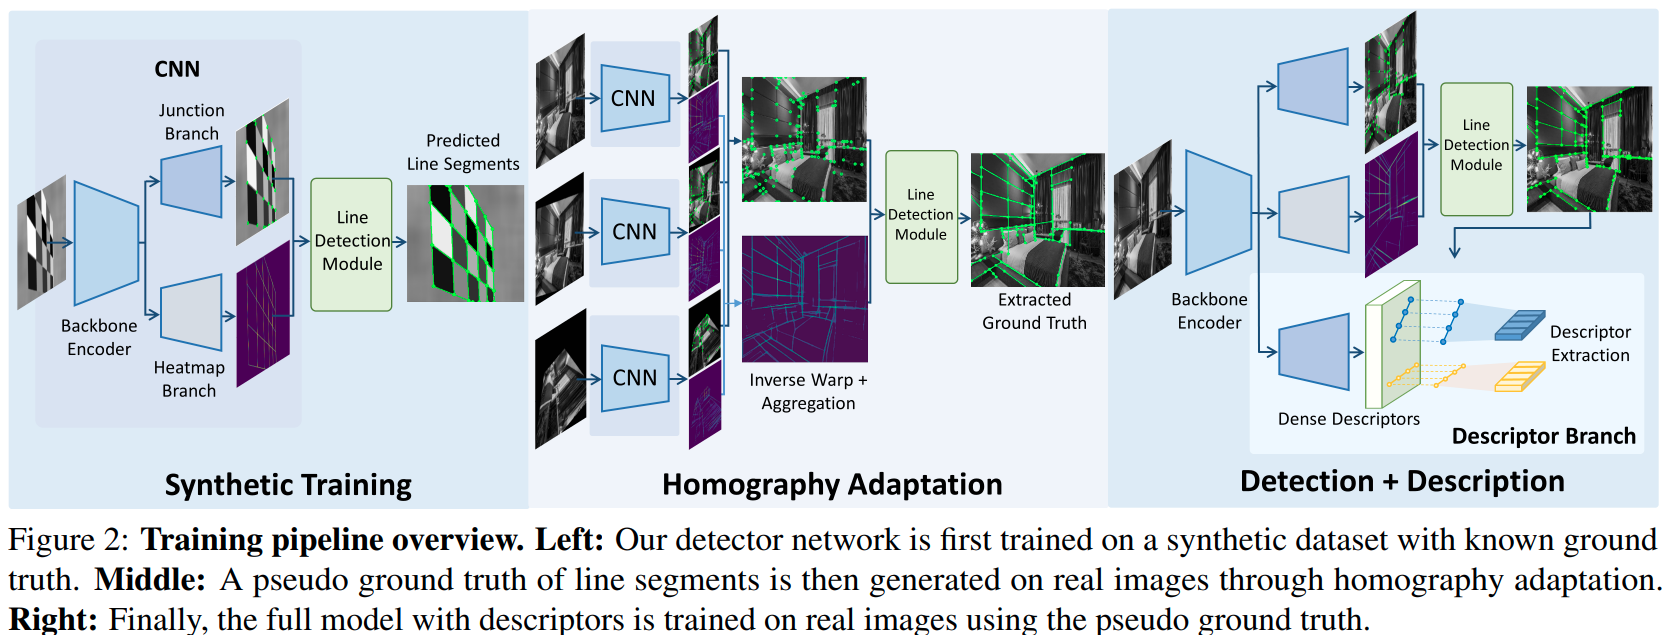 CNN
Junction
Branch
Predicted
Line Segments
Line
Detection
Module
Backbone
Encoder
Heatmap
Branch
Synthetic Training
CNN
CNN
CNN
Inverse Warp +
Aggregation
Line
Detection
Module
Extracted
Ground Truth
Homography Adaptation
Backbone
Encoder
Line
Detection
Module
Descriptor
Extraction
Dense Descriptors
Descriptor Branch
Detection + Description
Figure 2: Training pipeline overview. Left: Our detector network is first trained on a synthetic dataset with known ground
truth. Middle: A pseudo ground truth of line segments is then generated on real images through homography adaptation.
Right: Finally, the full model with descriptors is trained on real images using the pseudo ground truth.